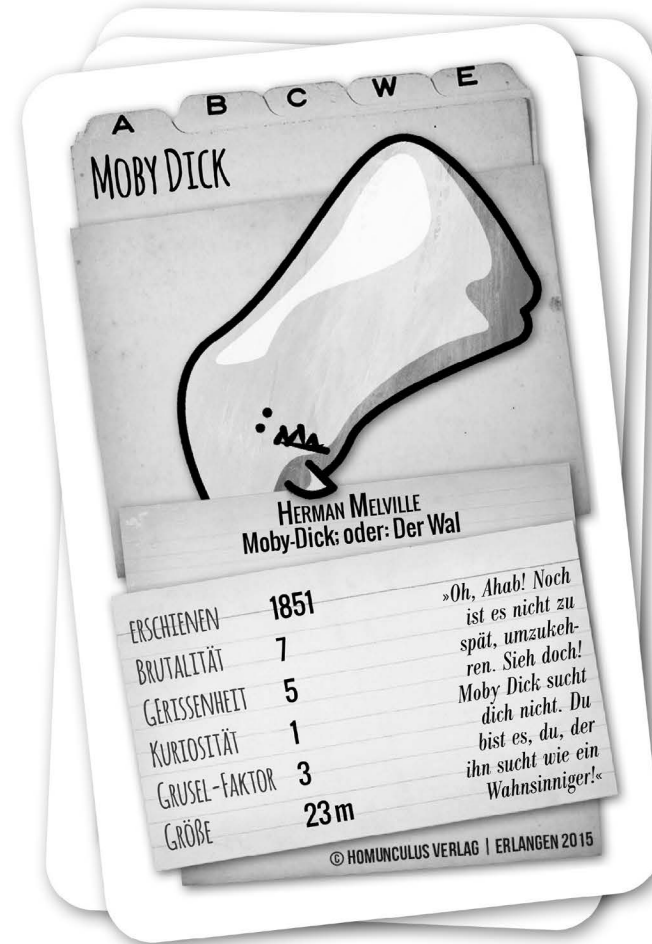 A B C W E
MOBY DICK
HERMAN MELVILLE
Moby-Dick; oder: Der Wal
ERSCHIENEN 1851
BRUTALITÄT 7
GERISSENHEIT 5
KURIOSITÄT 1
GRUSEL-FAKTOR 3
GRÖßE 23 m
»Oh, Ahab! Noch
ist es nicht zu
spät, umzukeh-
ren. Sieh doch!
Moby Dick sucht
dich nicht. Du
bist es, du, der
ihn sucht wie ein
Wahnsinniger!«
© HOMUNCULUS VERLAG | ERLANGEN 2015